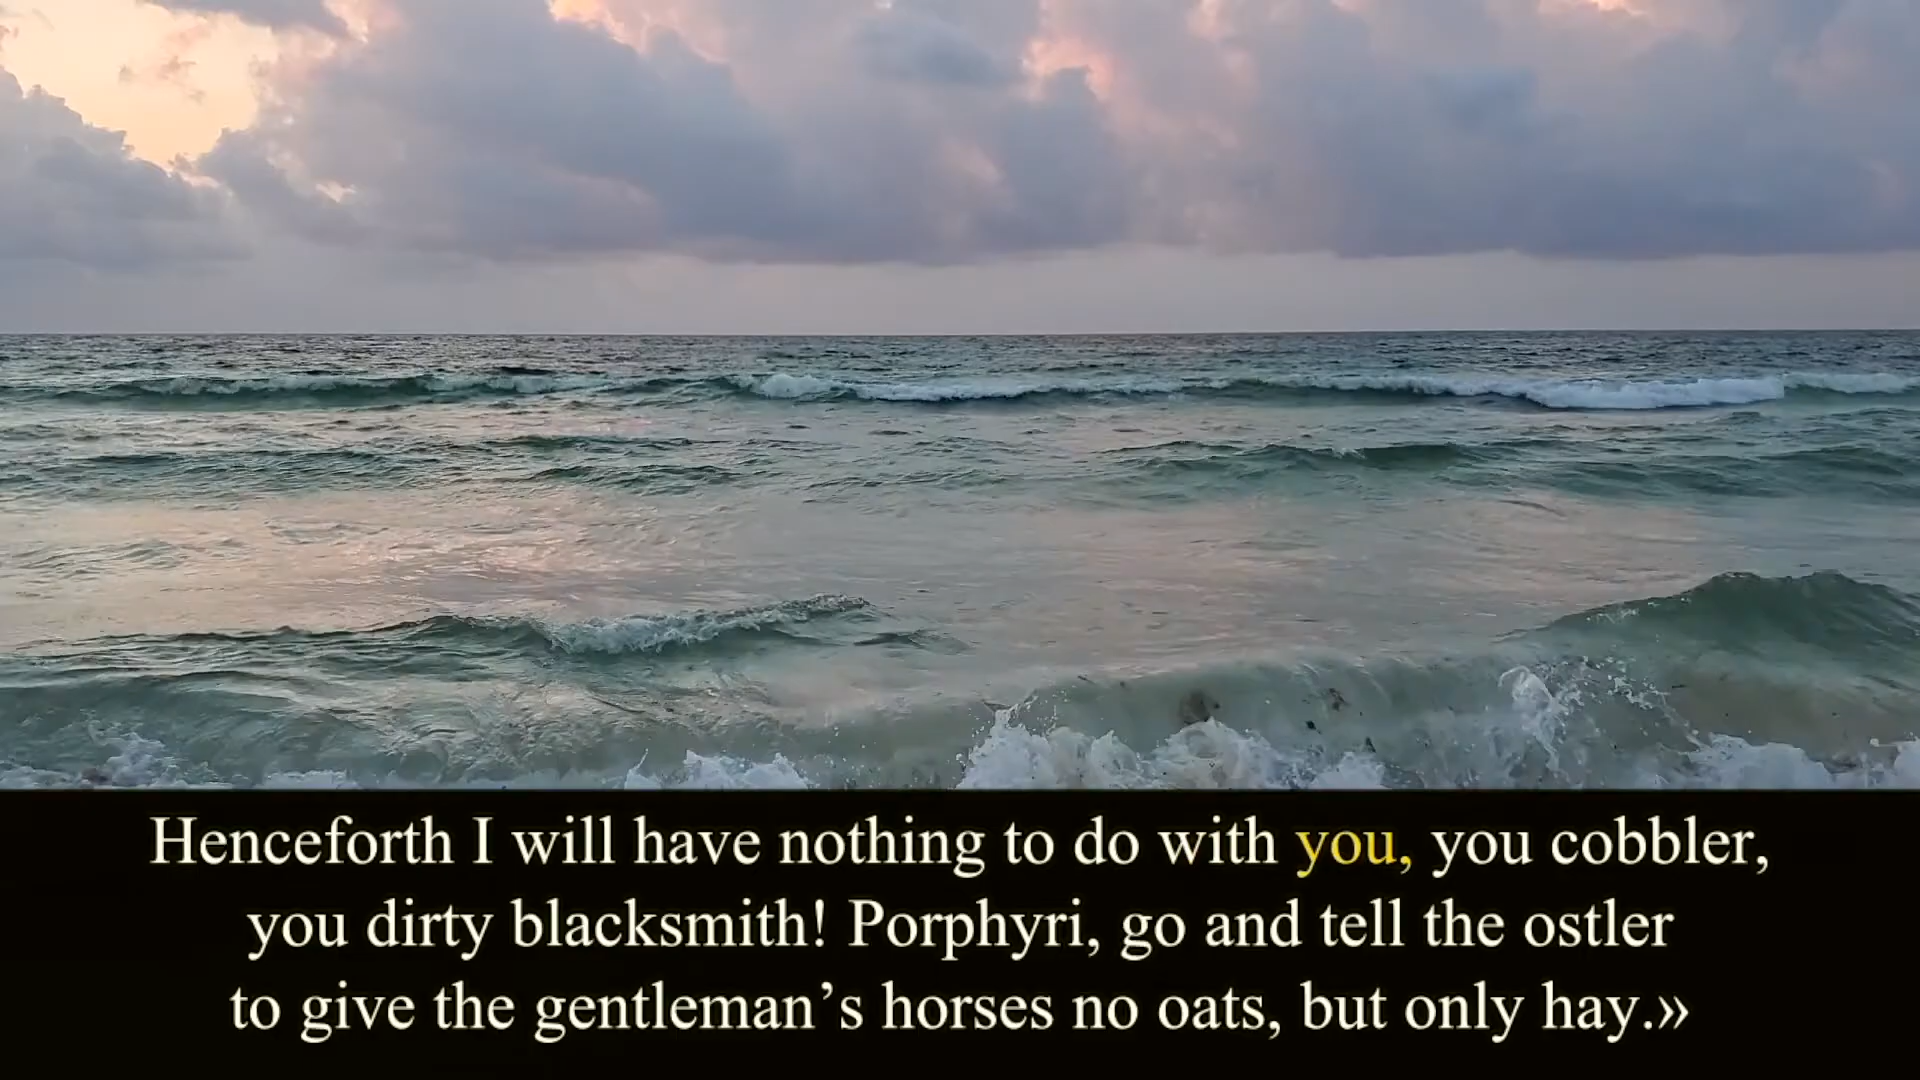 Henceforth I will have nothing to do with you, you cobbler,
you dirty blacksmith! Porphyri, go and tell the ostler
to give the gentleman’s horses no oats, but only hay.»